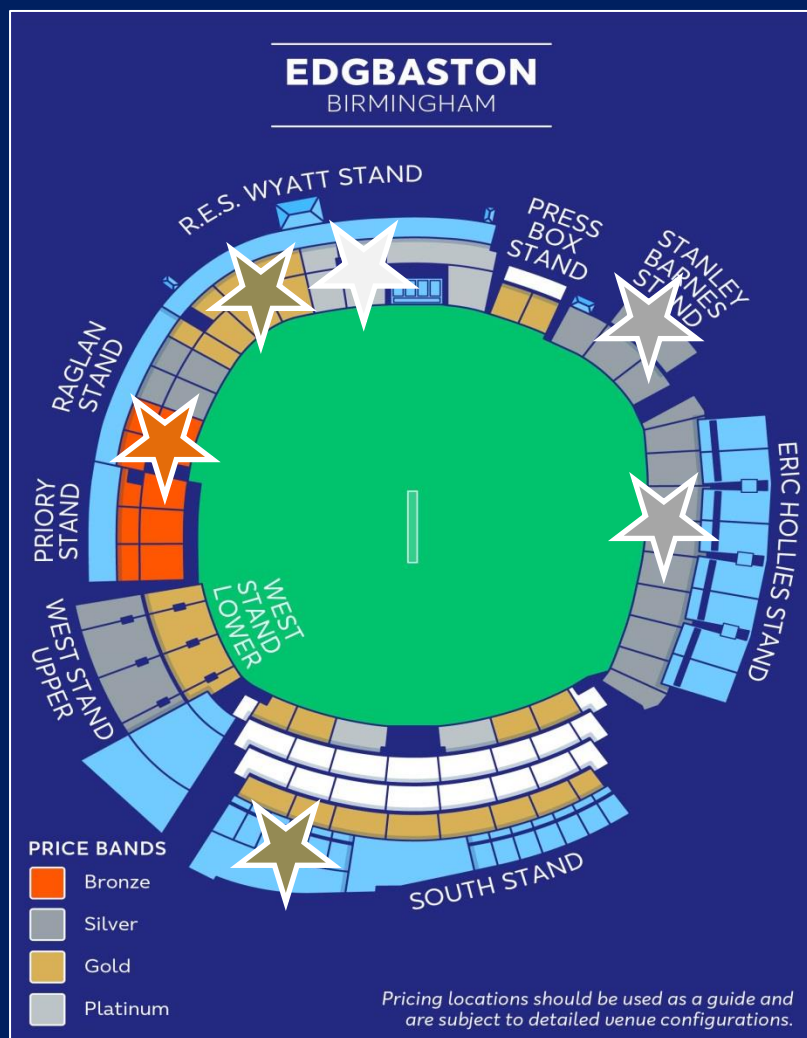 EDGBASTON
BIRMINGHAM
R.E.S. WYATT STAND
PRESS
BOX
STAND
STANLEY
BARNES
STAND
RAGLAN
STAND
PRIORY
STAND
WEST
STAND
LOWER
WEST STAND
UPPER
ERIC HOLLIES STAND
SOUTH STAND
PRICE BANDS
Bronze
Silver
Gold
Platinum
Pricing locations should be used as a guide and
are subject to detailed venue configurations.